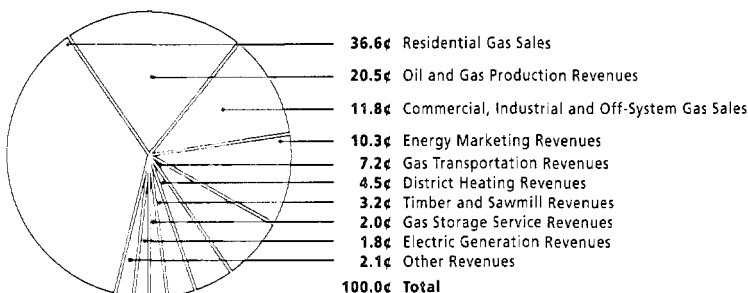 36.6¢ Residential Gas Sales
20.5¢ Oil and Gas Production Revenues
11.8¢ Commercial, Industrial and Off-System Gas Sales
10.3¢ Energy Marketing Revenues
7.2¢ Gas Transportation Revenues
4.5¢ District Heating Revenues
3.2¢ Timber and Sawmill Revenues
2.0¢ Gas Storage Service Revenues
1.8¢ Electric Generation Revenues
2.1¢ Other Revenues
100.0¢ Total